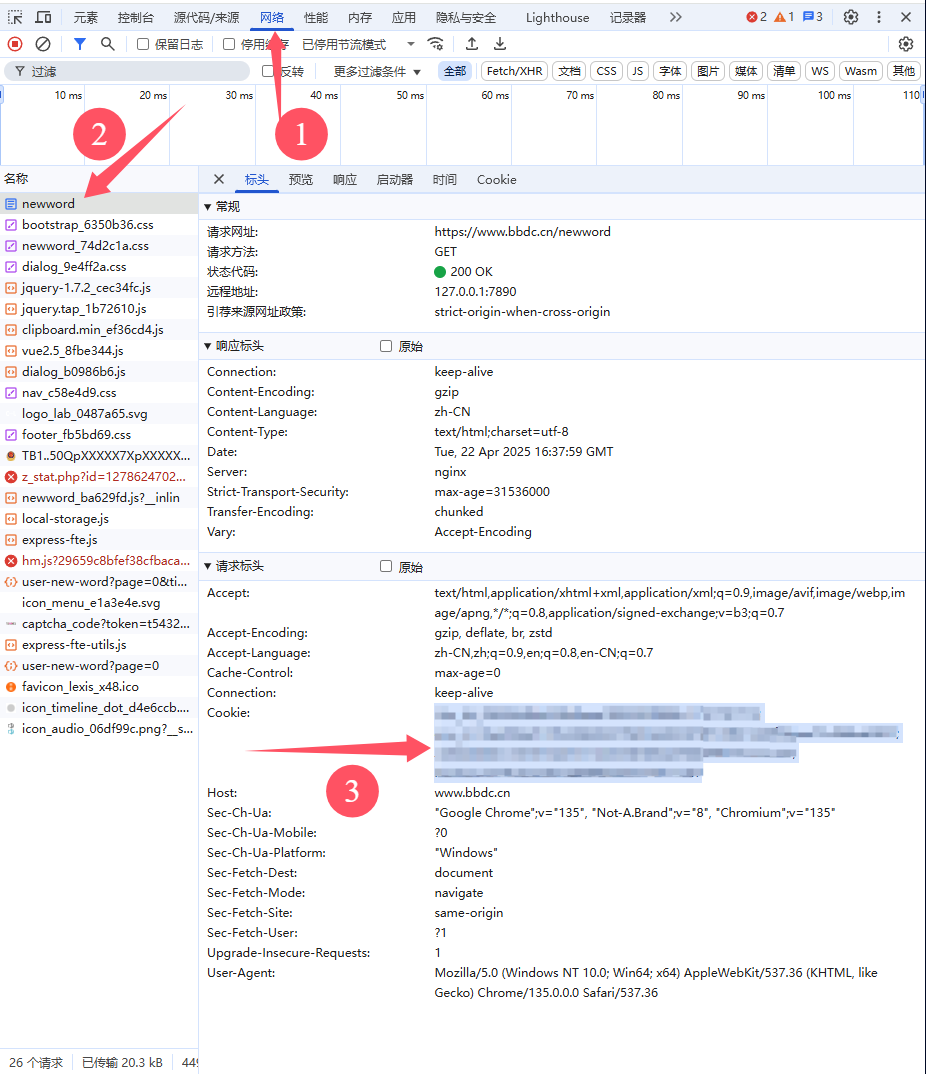 元素 控制台 源代码/来源 网络 性能 内存 应用 隐私与安全 Lighthouse 记录器 2 1 3
保留日志 停用缓存 已停用节流模式
过滤 反转 更多过滤条件 全部 Fetch/XHR 文档 CSS JS 字体 图片 媒体 清单 WS Wasm 其他
10 ms 20 ms 30 ms 40 ms 50 ms 60 ms 70 ms 80 ms 90 ms 100 ms 110
2 1
名称
newword
bootstrap_6350b36.css
newword_74d2c1a.css
dialog_9e4ff2a.css
jquery-1.7.2_cec34fc.js
jquery.tap_1b72610.js
clipboard.min_ef36cd4.js
vue2.5_8fbe344.js
dialog_b0986b6.js
nav_c58e4d9.css
logo_lab_0487a65.svg
footer_fb5bd69.css
TB1..50QpXXXXX7XpXXXXX...
z_stat.php?id=1278624702...
newword_ba629fd.js?__inlin
local-storage.js
express-fte.js
hm.js?29659c8bfef38cfbaca...
user-new-word?page=0&ti...
icon_menu_e1a3e4e.svg
captcha_code?token=t5432...
express-fte-utils.js
user-new-word?page=0
favicon_lexis_x48.ico
icon_timeline_dot_d4e6ccb....
icon_audio_06df99c.png?__s...
标头 预览 响应 启动器 时间 Cookie
常规
请求网址: https://www.bbdc.cn/newword
请求方法: GET
状态代码: 200 OK
远程地址: 127.0.0.1:7890
引荐来源网址政策: strict-origin-when-cross-origin
响应标头 原始
Connection: keep-alive
Content-Encoding: gzip
Content-Language: zh-CN
Content-Type: text/html;charset=utf-8
Date: Tue, 22 Apr 2025 16:37:59 GMT
Server: nginx
Strict-Transport-Security: max-age=31536000
Transfer-Encoding: chunked
Vary: Accept-Encoding
请求标头 原始
Accept: text/html,application/xhtml+xml,application/xml;q=0.9,image/avif,image/webp,im
age/apng,*/*;q=0.8,application/signed-exchange;v=b3;q=0.7
Accept-Encoding: gzip, deflate, br, zstd
Accept-Language: zh-CN,zh;q=0.9,en;q=0.8,en-CN;q=0.7
Cache-Control: max-age=0
Connection: keep-alive
Cookie:
3
Host: www.bbdc.cn
Sec-Ch-Ua: "Google Chrome";v="135", "Not-A.Brand";v="8", "Chromium";v="135"
Sec-Ch-Ua-Mobile: ?0
Sec-Ch-Ua-Platform: "Windows"
Sec-Fetch-Dest: document
Sec-Fetch-Mode: navigate
Sec-Fetch-Site: same-origin
Sec-Fetch-User: ?1
Upgrade-Insecure-Requests: 1
User-Agent: Mozilla/5.0 (Windows NT 10.0; Win64; x64) AppleWebKit/537.36 (KHTML, like
Gecko) Chrome/135.0.0.0 Safari/537.36
26 个请求 已传输 20.3 kB 449